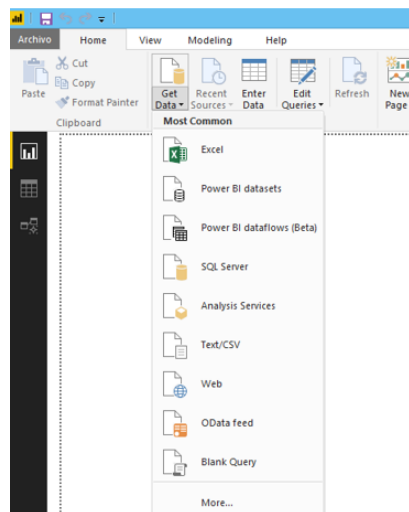 Archivo Home View Modeling Help
Cut
Copy
Format Painter
Paste
Get Data
Recent Sources
Enter Data
Edit Queries
Refresh
New Page
Clipboard
Most Common
Excel
Power BI datasets
Power BI dataflows (Beta)
SQL Server
Analysis Services
Text/CSV
Web
OData feed
Blank Query
More...